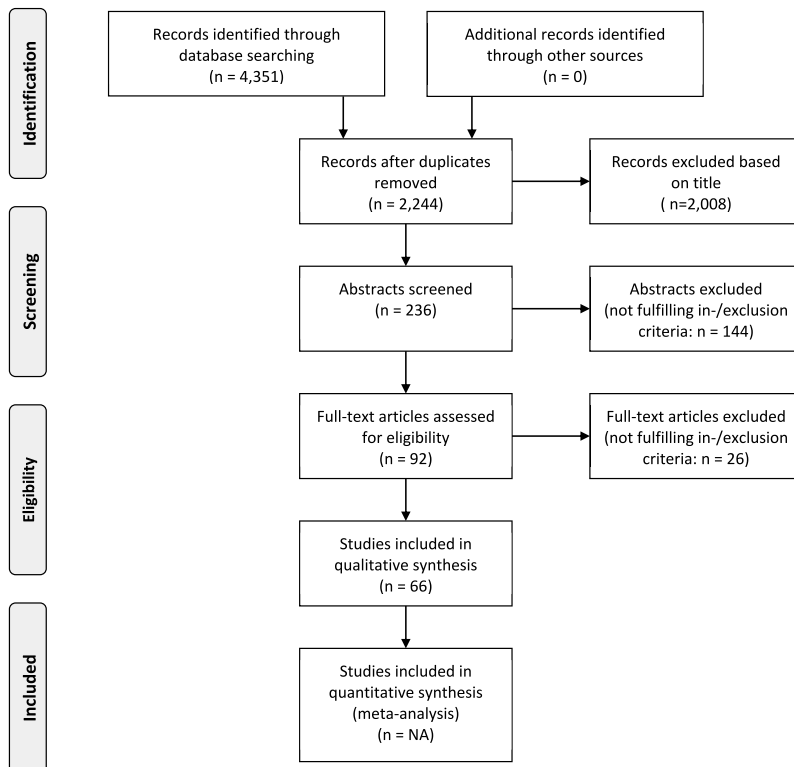 Identification
Records identified through
database searching
(n = 4,351)
Additional records identified
through other sources
(n = 0)
Records after duplicates
removed
(n = 2,244)
Records excluded based
on title
( n=2,008)
Screening
Abstracts screened
(n = 236)
Abstracts excluded
(not fulfilling in-/exclusion
criteria: n = 144)
Eligibility
Full-text articles assessed
for eligibility
(n = 92)
Full-text articles excluded
(not fulfilling in-/exclusion
criteria: n = 26)
Studies included in
qualitative synthesis
(n = 66)
Included
Studies included in
quantitative synthesis
(meta-analysis)
(n = NA)